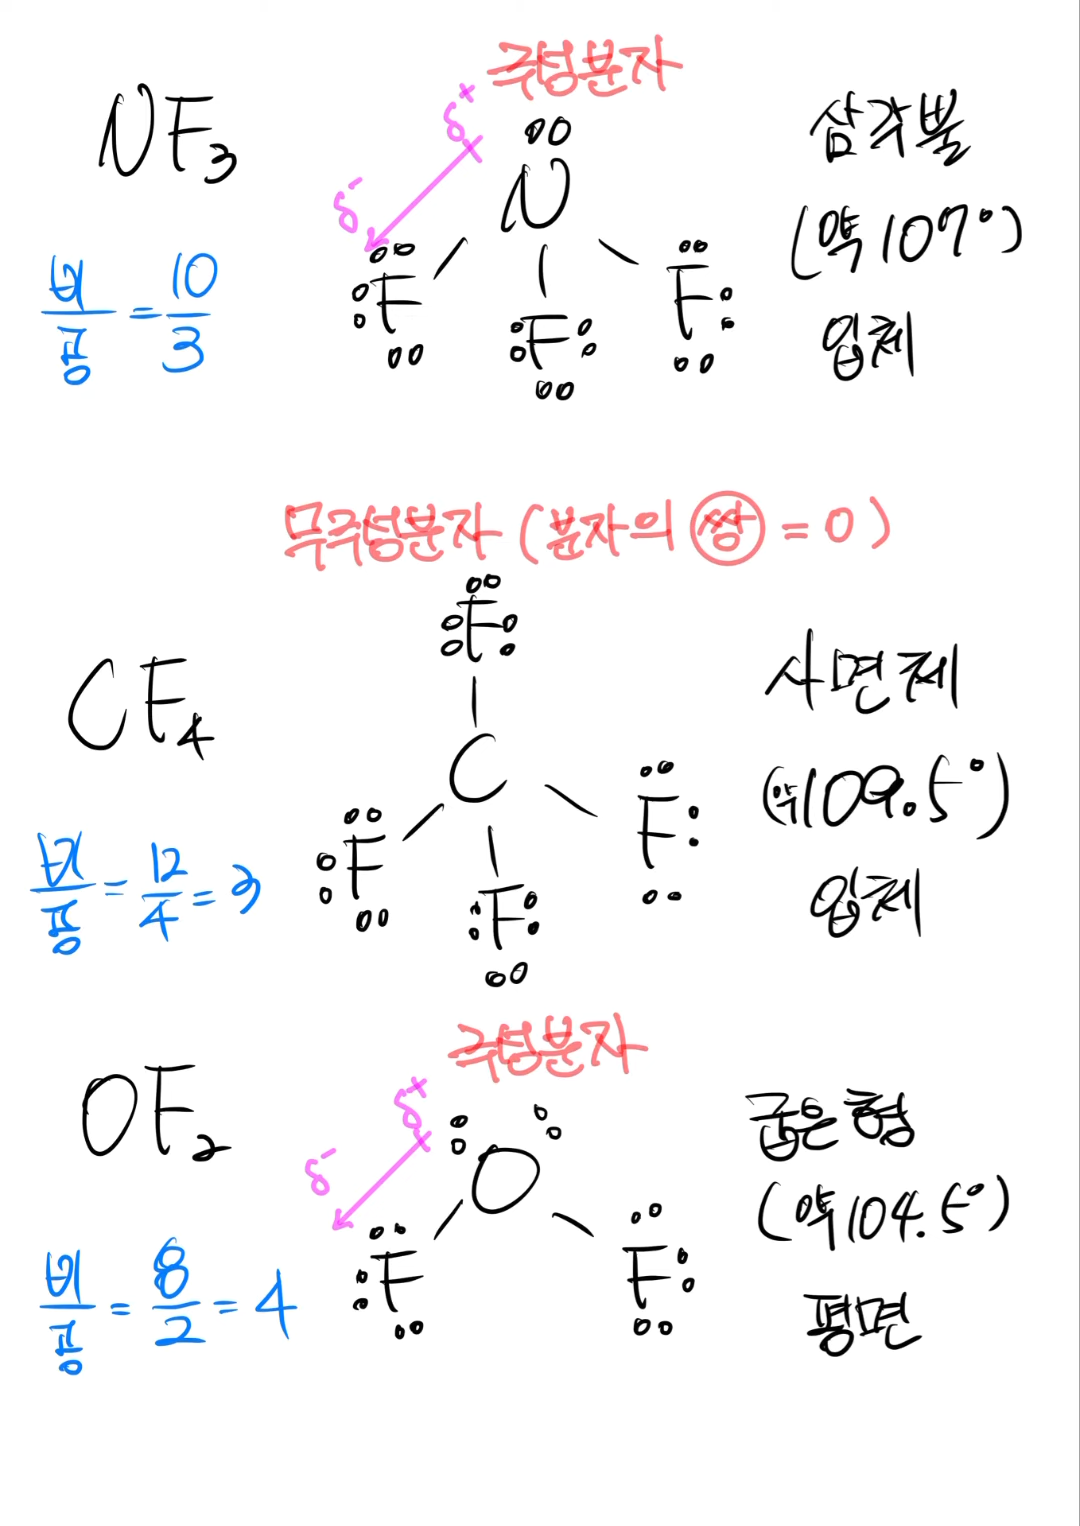 극성분자
NF₃
δ+
δ-
N
F F F
삼각뿔
(약 107°)
입체
비/공 = 10/3
무극성분자 (분자의 쌍 = 0)
CF₄
F
C
F F F
사면체
(약 109.5°)
입체
비/공 = 12/4 = 3
극성분자
OF₂
δ+
δ-
O
F F
굽은형
(약 104.5°)
평면
비/공 = 8/2 = 4